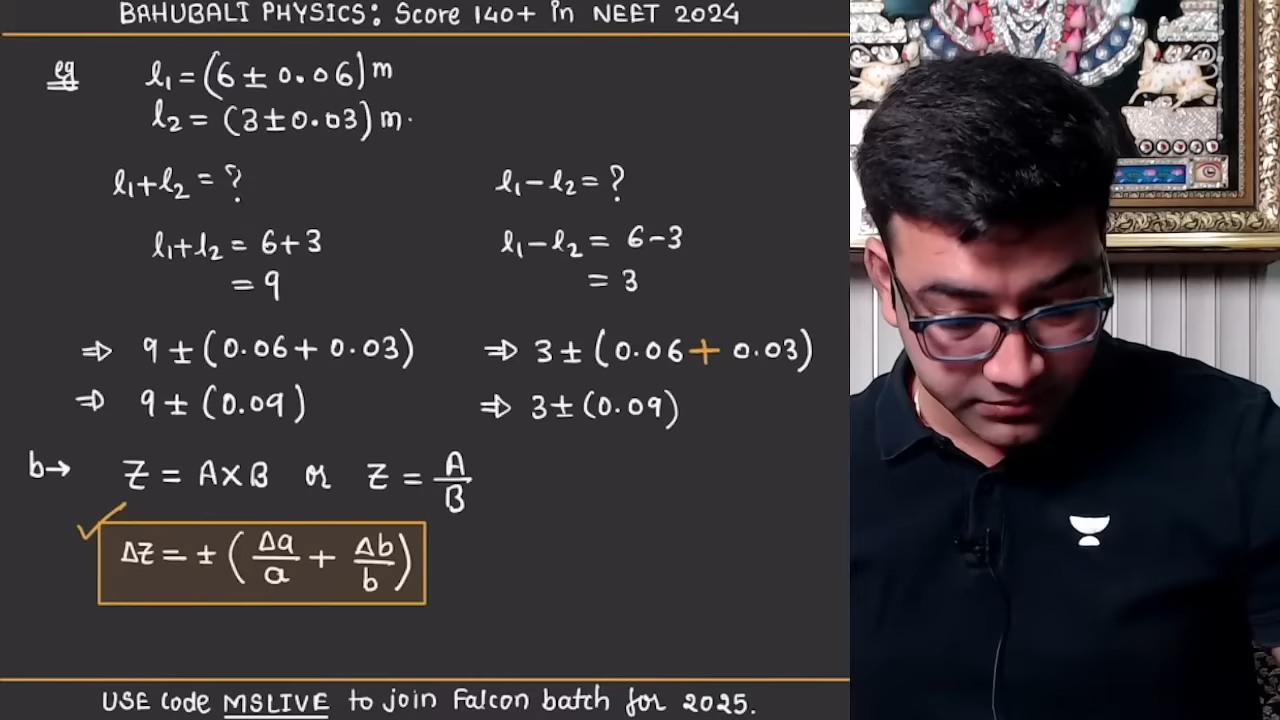 BAHUBALI PHYSICS: Score 140+ in NEET 2024
eg
l₁ = (6 ± 0.06) m
l₂ = (3 ± 0.03) m.
l₁+l₂ = ?
l₁+l₂ = 6+3
= 9
⇒ 9 ± (0.06 + 0.03)
⇒ 9 ± (0.09)
l₁-l₂ = ?
l₁-l₂ = 6-3
= 3
⇒ 3 ± (0.06 + 0.03)
⇒ 3 ± (0.09)
b→ Z = A×B or Z = A/B
ΔZ = ± (Δa/a + Δb/b)
USE Code MSLIVE to join Falcon batch for 2025.